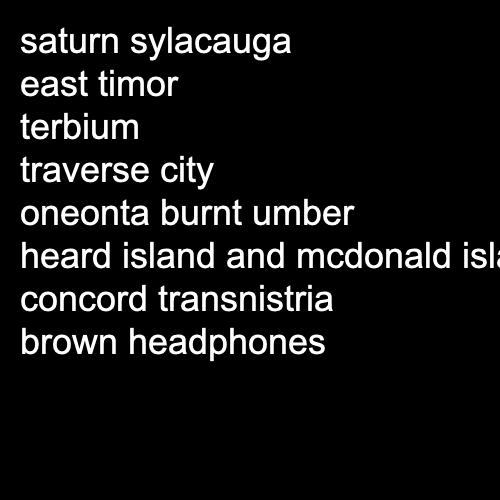 saturn sylacauga
east timor
terbium
traverse city
oneonta burnt umber
heard island and mcdonald isla
concord transnistria
brown headphones